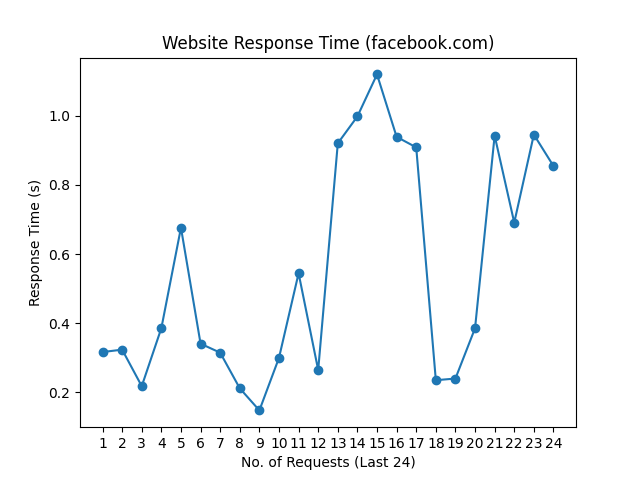 Website Response Time (facebook.com)
Response Time (s)
1.0
0.8
0.6
0.4
0.2
1 2 3 4 5 6 7 8 9 10 11 12 13 14 15 16 17 18 19 20 21 22 23 24
No. of Requests (Last 24)